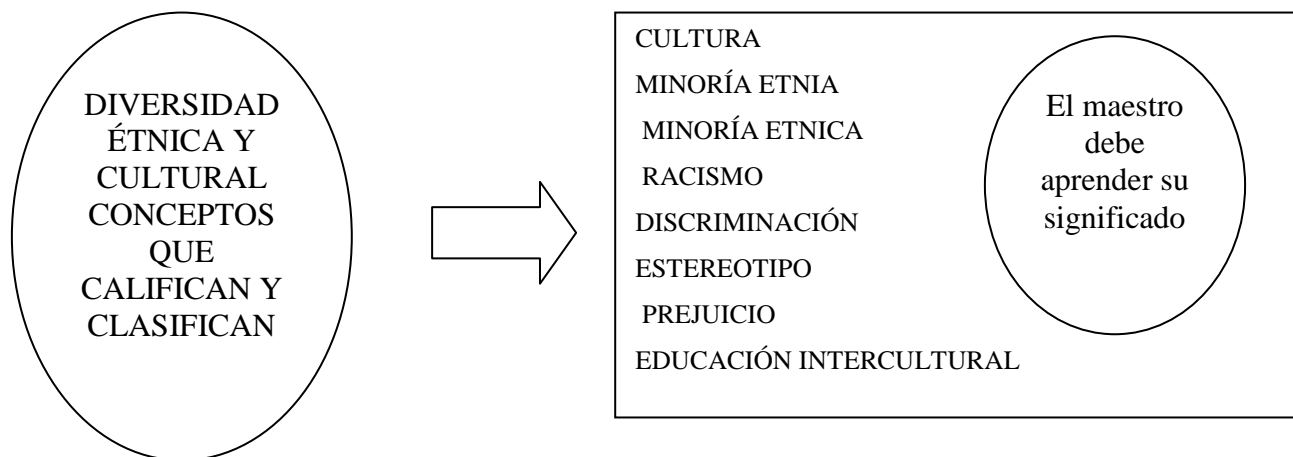 DIVERSIDAD
ÉTNICA Y
CULTURAL
CONCEPTOS
QUE
CALIFICAN Y
CLASIFICAN
CULTURA
MINORÍA ETNIA
MINORÍA ETNICA
RACISMO
DISCRIMINACIÓN
ESTEREOTIPO
PREJUICIO
EDUCACIÓN INTERCULTURAL
El maestro
debe
aprender su
significado